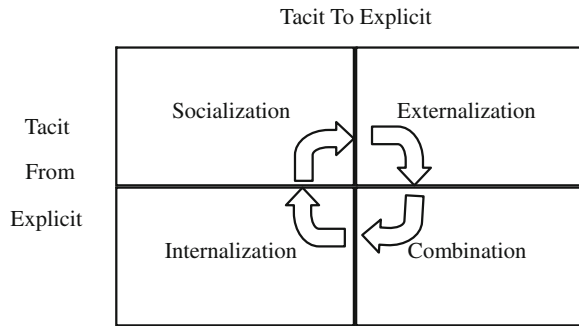 Tacit To Explicit
Socialization Externalization
Tacit
From
Explicit
Internalization Combination